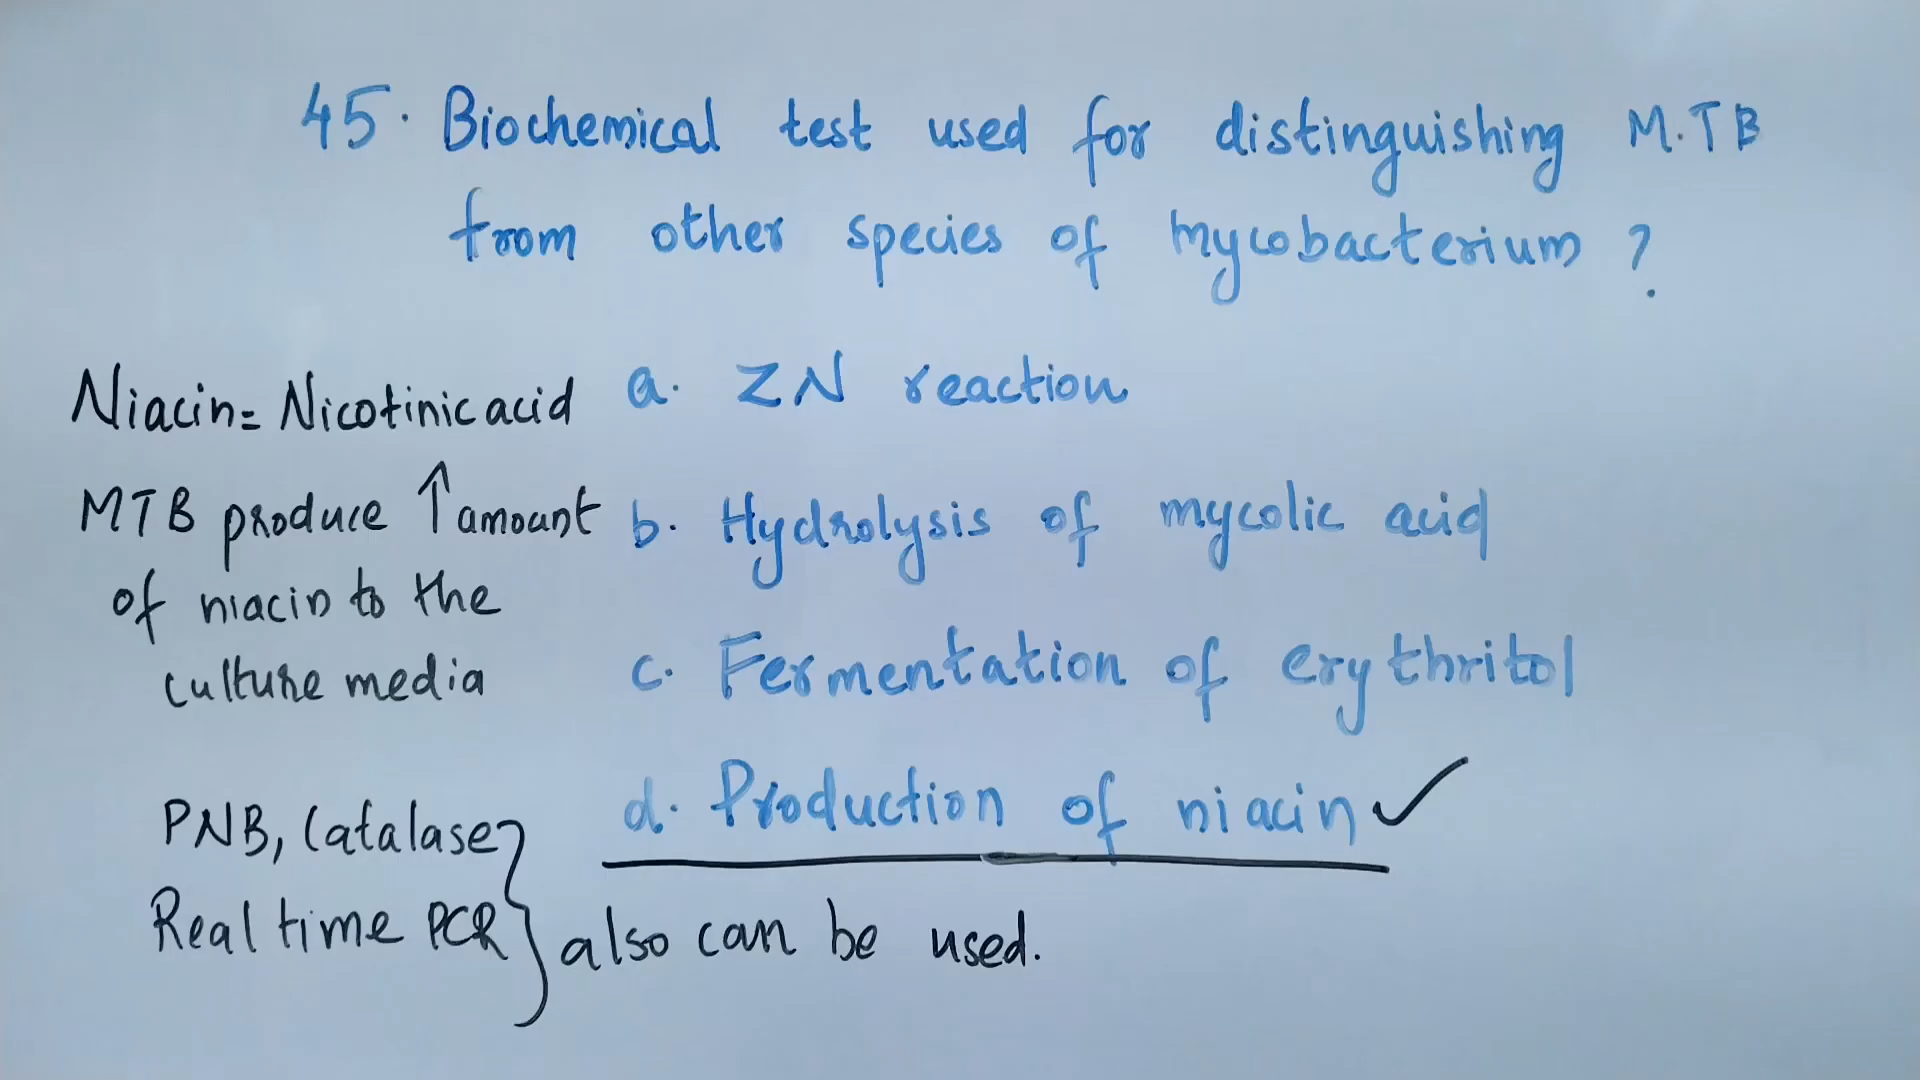 45. Biochemical test used for distinguishing M.TB
from other species of mycobacterium ?
a. ZN reaction
b. Hydrolysis of mycolic acid
c. Fermentation of erythritol
d. Production of niacin ✓
Niacin = Nicotinic acid
MTB produce ↑ amount
of niacin to the
culture media
PNB, Catalase
Real time PCR } also can be used.